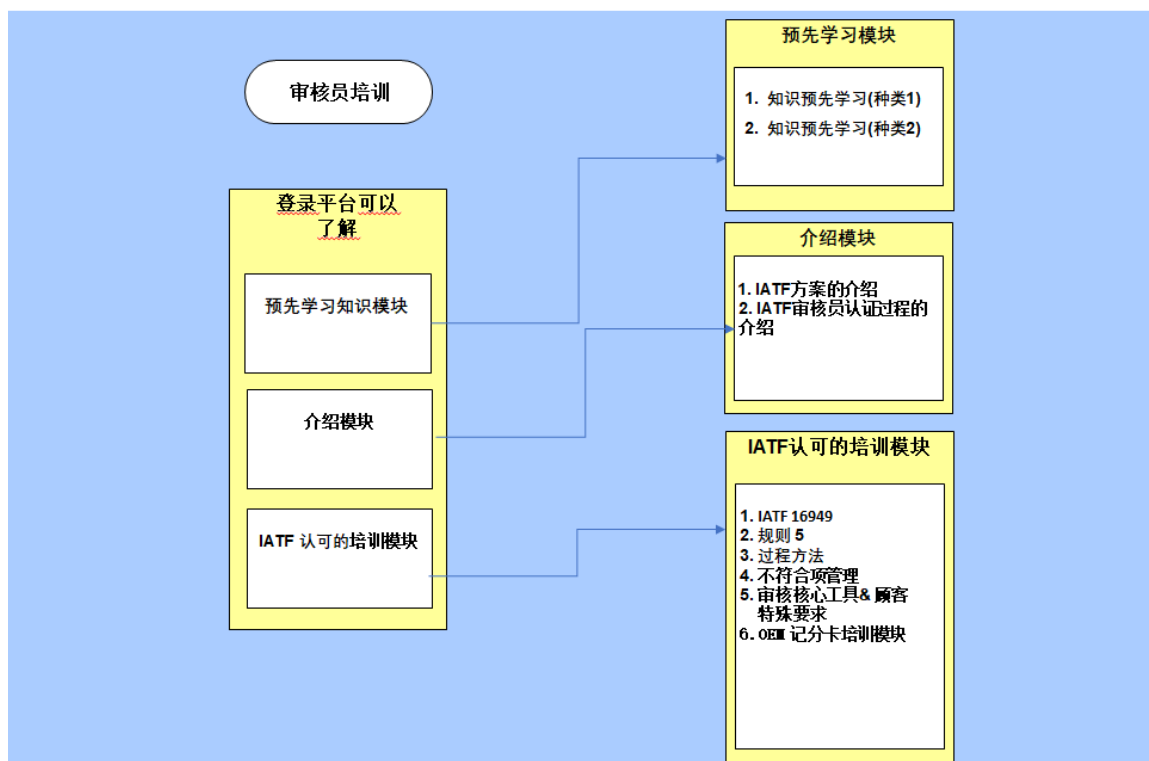 审核员培训
登录平台可以
了解
预先学习知识模块
介绍模块
IATF 认可的培训模块
预先学习模块
1. 知识预先学习(种类1)
2. 知识预先学习(种类2)
介绍模块
1. IATF方案的介绍
2. IATF审核员认证过程的
介绍
IATF认可的培训模块
1. IATF 16949
2. 规则 5
3. 过程方法
4. 不符合项管理
5. 审核核心工具& 顾客
特殊要求
6. OEM 记分卡培训模块